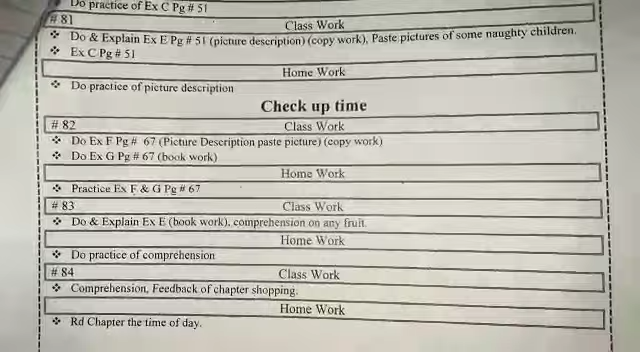 Do practice of Ex C Pg # 51
# 81 Class Work
❖ Do & Explain Ex E Pg # 51 (picture description) (copy work), Paste pictures of some naughty children.
❖ Ex C Pg # 51
Home Work
❖ Do practice of picture description
Check up time
# 82 Class Work
❖ Do Ex F Pg # 67 (Picture Description paste picture) (copy work)
❖ Do Ex G Pg # 67 (book work)
Home Work
❖ Practice Ex F & G Pg # 67
# 83 Class Work
❖ Do & Explain Ex E (book work), comprehension on any fruit.
Home Work
❖ Do practice of comprehension
# 84 Class Work
❖ Comprehension, Feedback of chapter shopping.
Home Work
❖ Rd Chapter the time of day.